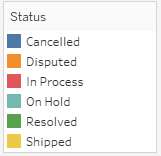 Status
Cancelled
Disputed
In Process
On Hold
Resolved
Shipped